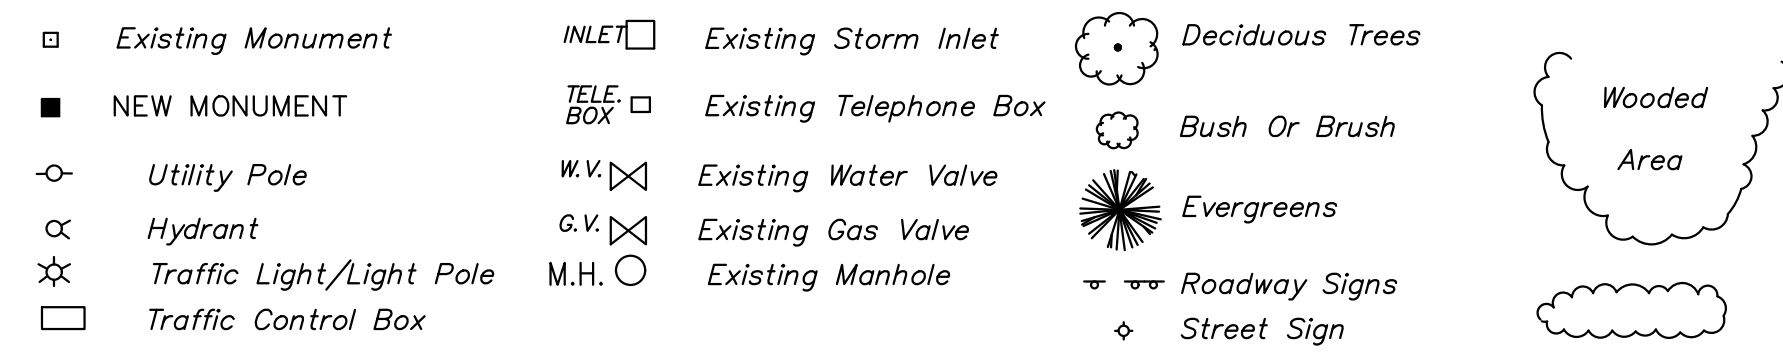 Existing Monument
NEW MONUMENT
Utility Pole
Hydrant
Traffic Light/Light Pole
Traffic Control Box
INLET Existing Storm Inlet
TELE.
BOX Existing Telephone Box
W.V. Existing Water Valve
G.V. Existing Gas Valve
M.H. Existing Manhole
Deciduous Trees
Bush Or Brush
Evergreens
Roadway Signs
Street Sign
Wooded
Area